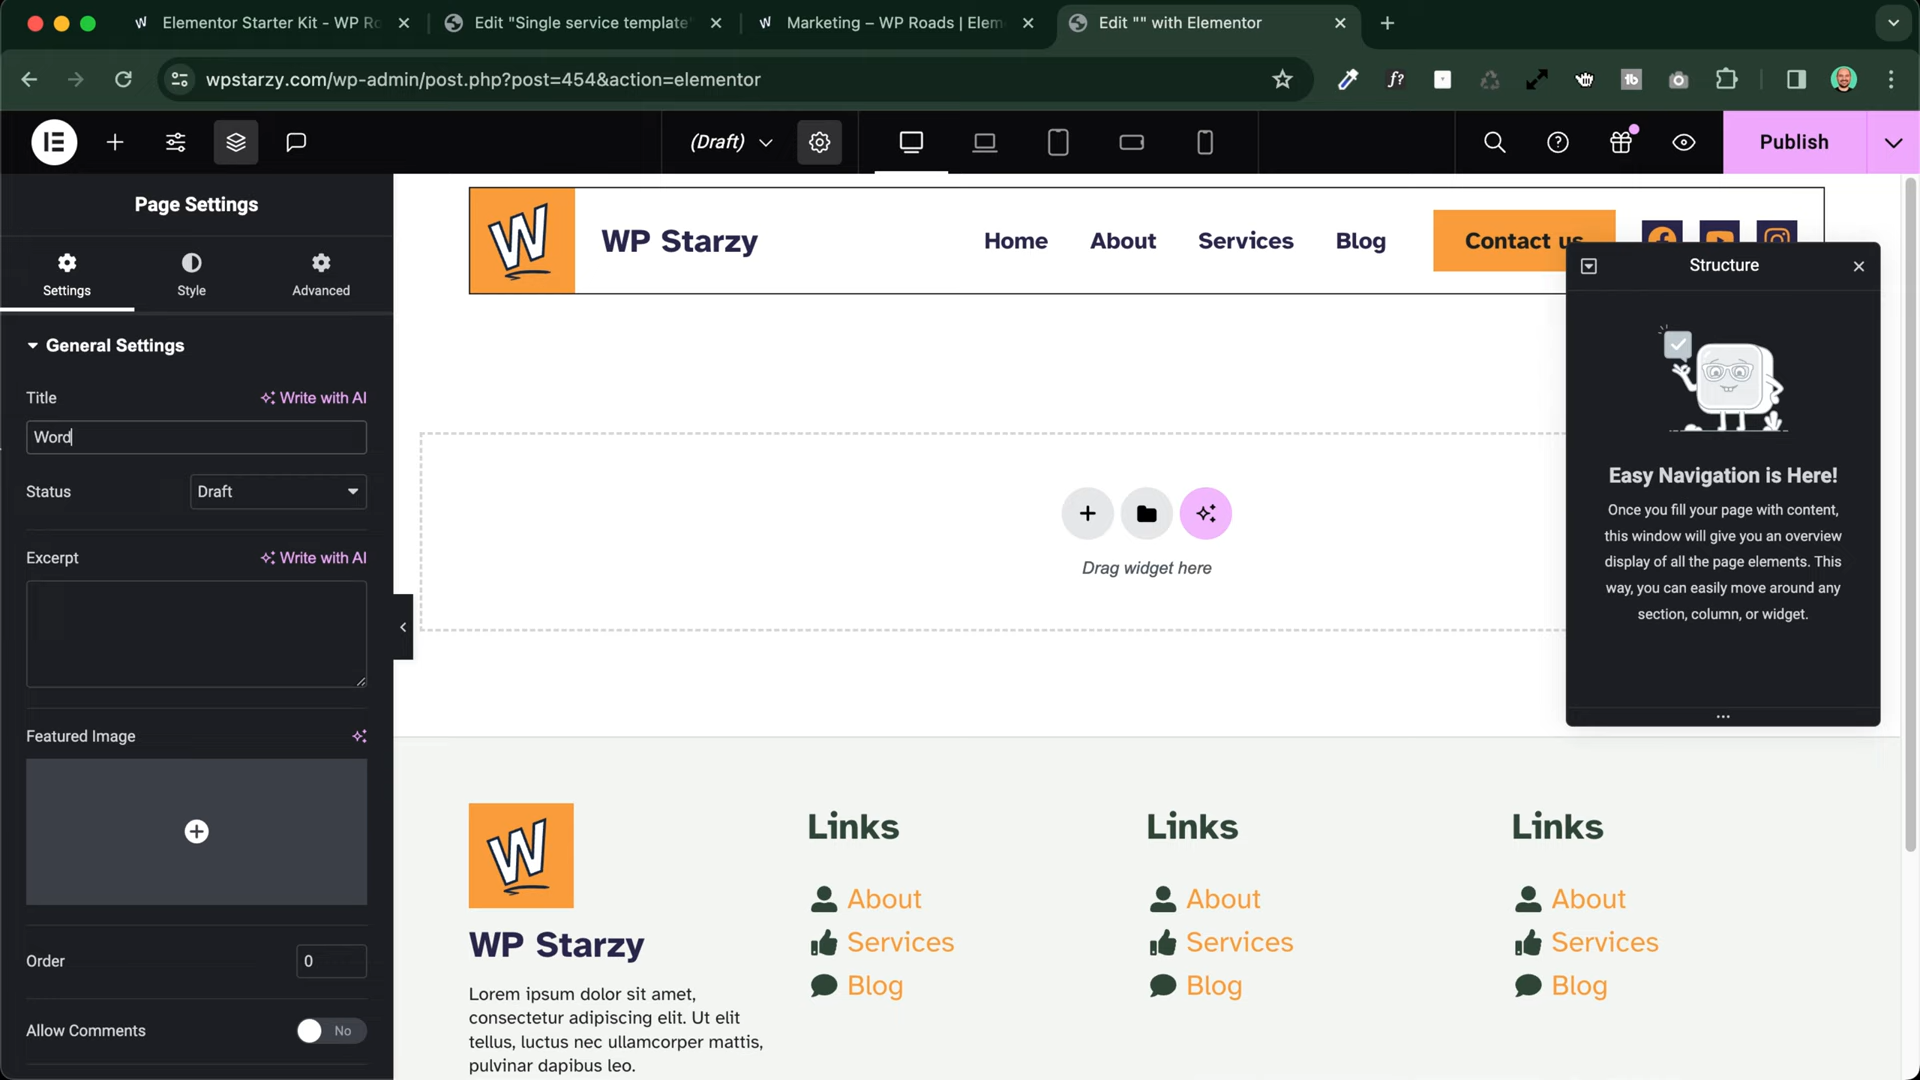 Elementor Starter Kit - WP Ro
Edit "Single service template"
Marketing – WP Roads | Elem
Edit "" with Elementor
wpstarzy.com/wp-admin/post.php?post=454&action=elementor
(Draft)
Publish
Page Settings
Settings
Style
Advanced
General Settings
Title
Write with AI
Word
Status
Draft
Excerpt
Write with AI
Featured Image
Order
0
Allow Comments
No
W
WP Starzy
Home
About
Services
Blog
Contact us
Drag widget here
Structure
Easy Navigation is Here!
Once you fill your page with content,
this window will give you an overview
display of all the page elements. This
way, you can easily move around any
section, column, or widget.
W
WP Starzy
Lorem ipsum dolor sit amet,
consectetur adipiscing elit. Ut elit
tellus, luctus nec ullamcorper mattis,
pulvinar dapibus leo.
Links
About
Services
Blog
Links
About
Services
Blog
Links
About
Services
Blog